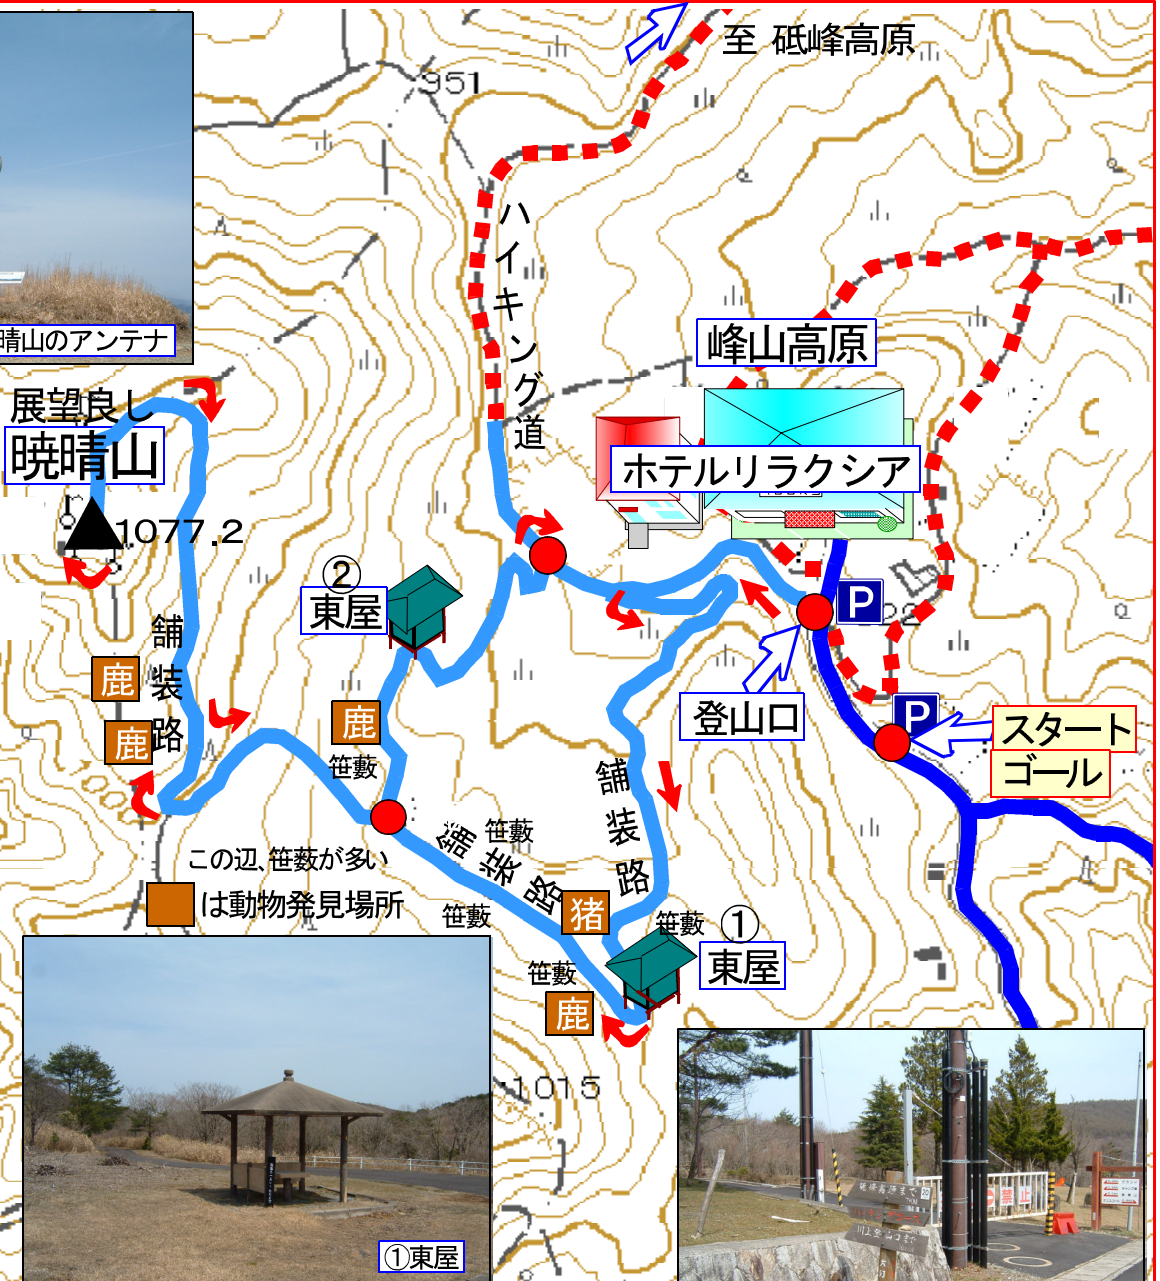 至 砥峰高原
951
ハイキング道
晴山のアンテナ
峰山高原
展望良し
暁晴山
ホテルリラクシア
1077.2
②
東屋
P
22
舗装路
鹿
鹿
鹿
登山口
P
スタート
ゴール
笹藪
舗装路
舗装路
笹藪
この辺、笹薮が多い
は動物発見場所
猪
笹藪
笹藪
①
東屋
笹藪
鹿
1015
①東屋
禁止